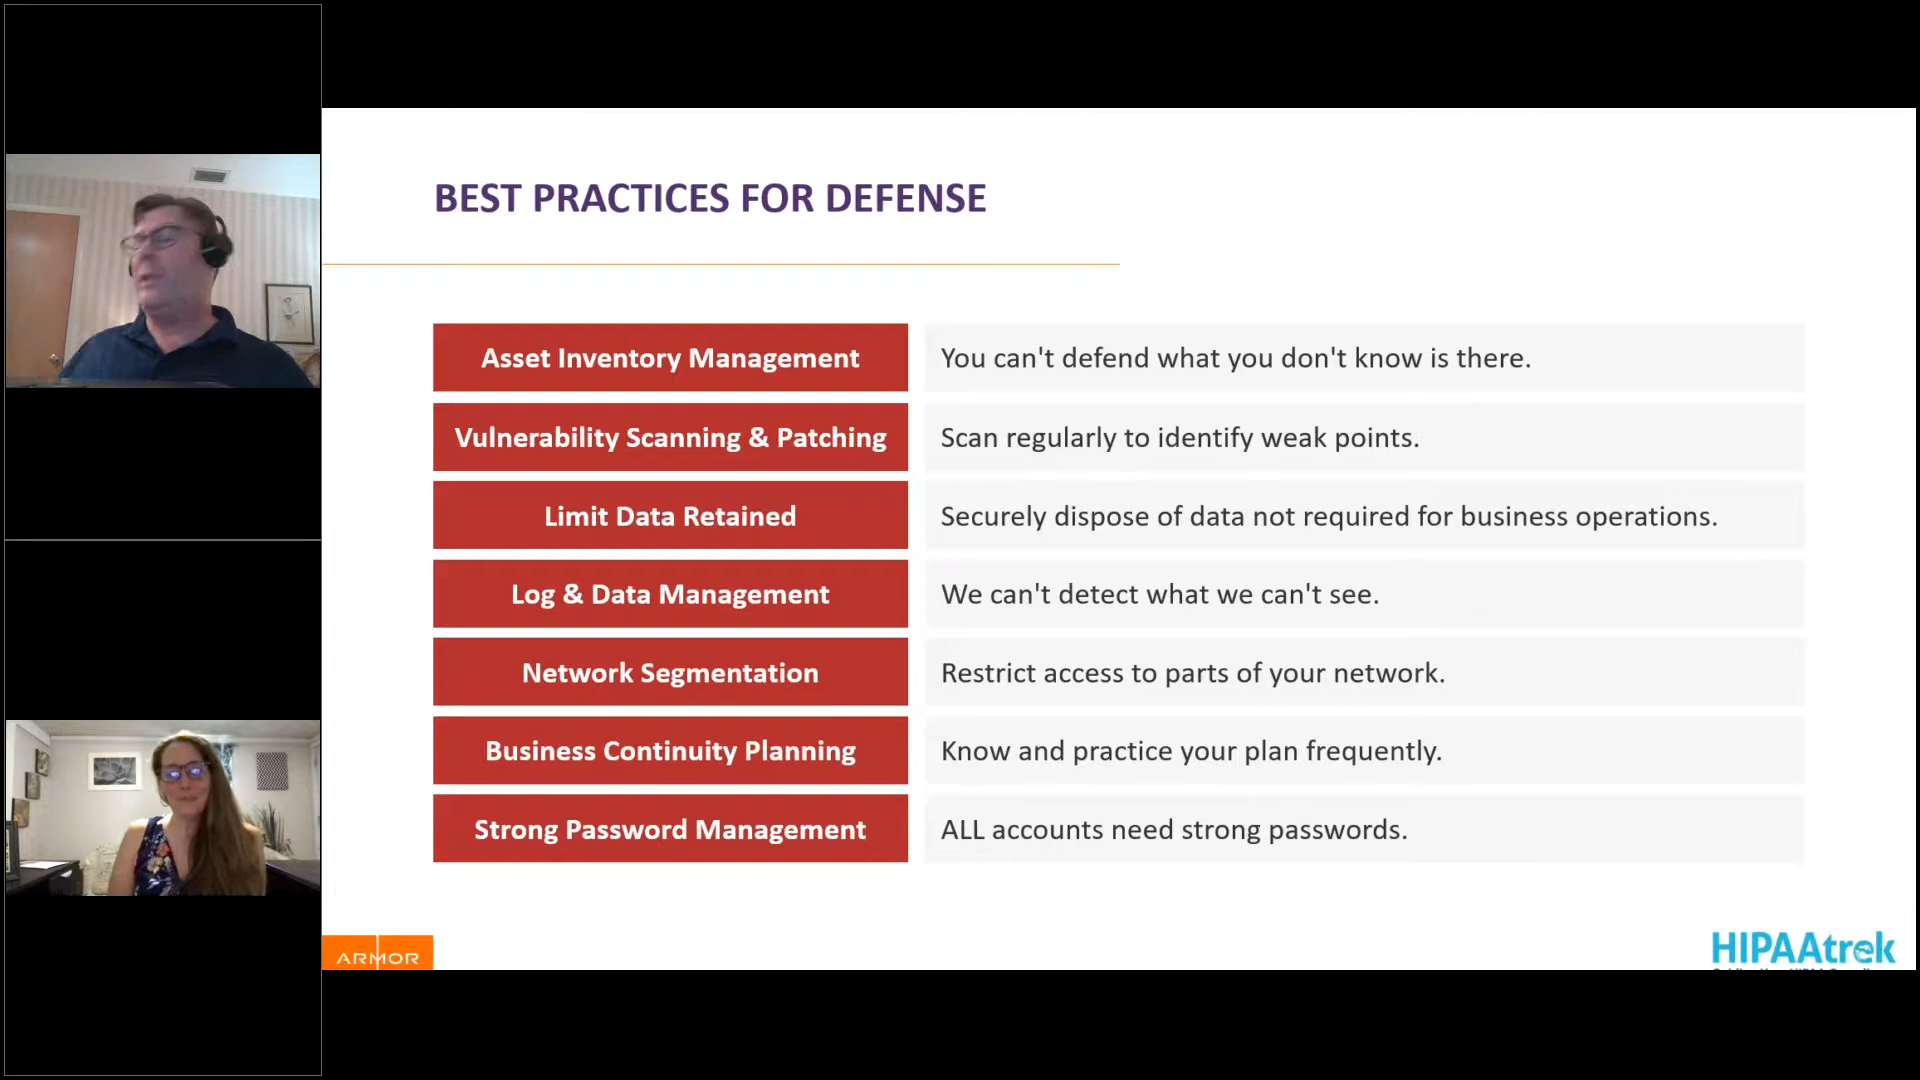 BEST PRACTICES FOR DEFENSE
Asset Inventory Management
You can't defend what you don't know is there.
Vulnerability Scanning & Patching
Scan regularly to identify weak points.
Limit Data Retained
Securely dispose of data not required for business operations.
Log & Data Management
We can't detect what we can't see.
Network Segmentation
Restrict access to parts of your network.
Business Continuity Planning
Know and practice your plan frequently.
Strong Password Management
ALL accounts need strong passwords.
ARMOR
HIPAAtrek